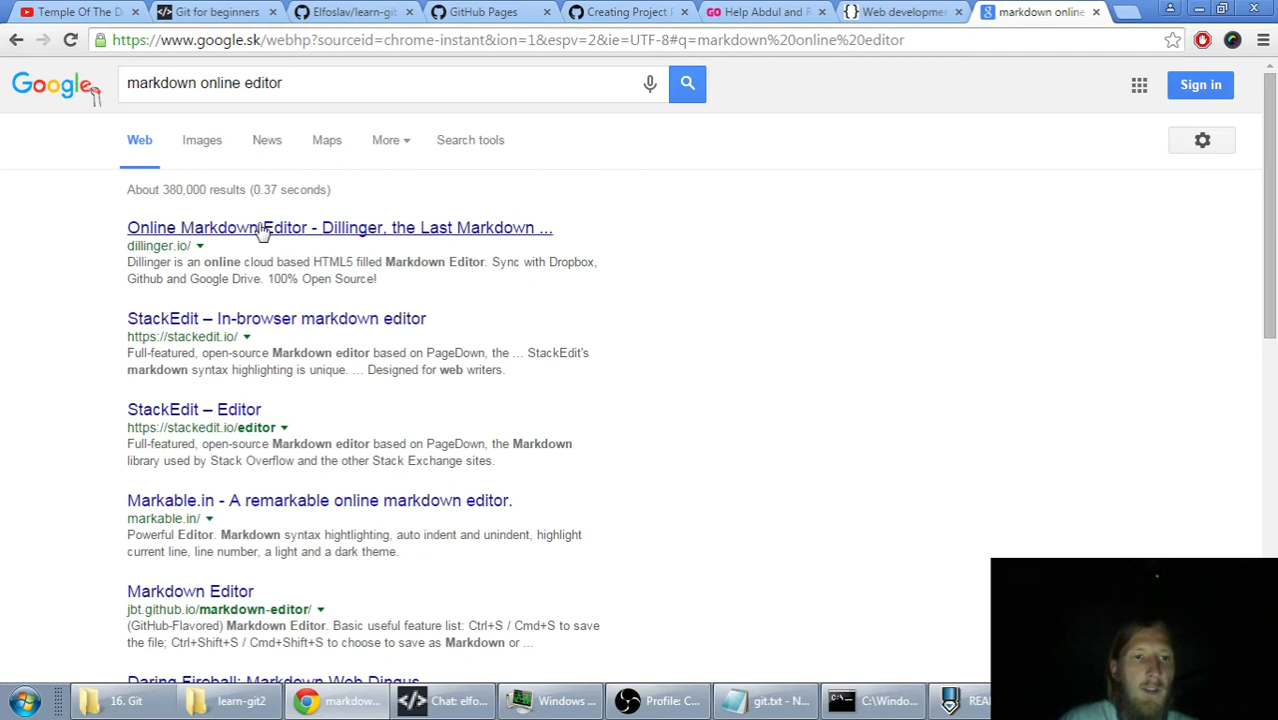 Temple Of The D
Git for beginners
Elfoslav/learn-git
GitHub Pages
Creating Project P
Help Abdul and R
Web developmen
markdown online
https://www.google.sk/webhp?sourceid=chrome-instant&ion=1&espv=2&ie=UTF-8#q=markdown%20online%20editor
Google
markdown online editor
Sign in
Web
Images
News
Maps
More
Search tools
About 380,000 results (0.37 seconds)
Online Markdown Editor - Dillinger, the Last Markdown ...
dillinger.io/
Dillinger is an online cloud based HTML5 filled Markdown Editor. Sync with Dropbox,
Github and Google Drive. 100% Open Source!
StackEdit – In-browser markdown editor
https://stackedit.io/
Full-featured, open-source Markdown editor based on PageDown, the ... StackEdit's
markdown syntax highlighting is unique. ... Designed for web writers.
StackEdit – Editor
https://stackedit.io/editor
Full-featured, open-source Markdown editor based on PageDown, the Markdown
library used by Stack Overflow and the other Stack Exchange sites.
Markable.in - A remarkable online markdown editor.
markable.in/
Powerful Editor. Markdown syntax hightlighting, auto indent and unindent, highlight
current line, line number, a light and a dark theme.
Markdown Editor
jbt.github.io/markdown-editor/
(GitHub-Flavored) Markdown Editor. Basic useful feature list: Ctrl+S / Cmd+S to save
the file; Ctrl+Shift+S / Cmd+Shift+S to choose to save as Markdown or ...
Daring Fireball: Markdown Web Dingus
16. Git
learn-git2
markdow...
Chat: elfo...
Windows ...
Profile: C...
git.txt - N...
C:\Windo...
REA